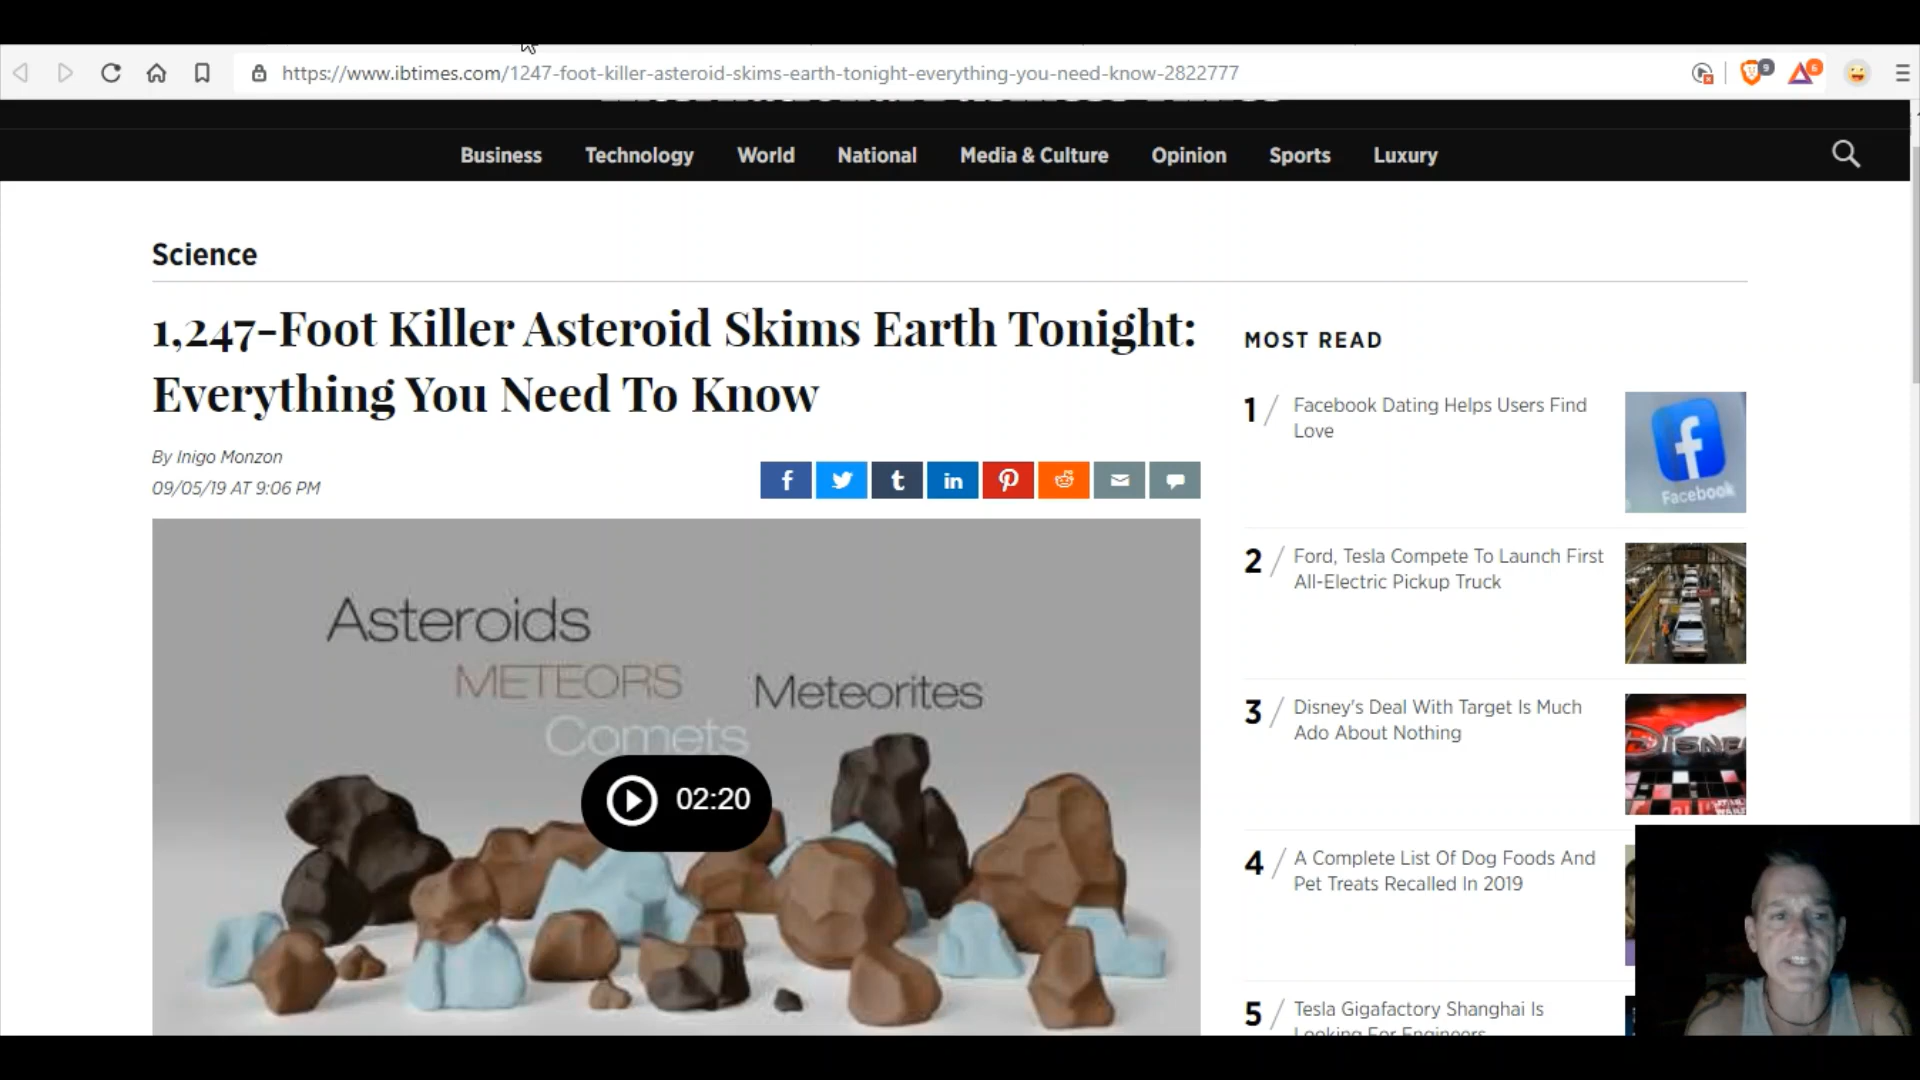 https://www.ibtimes.com/1247-foot-killer-asteroid-skims-earth-tonight-everything-you-need-know-2822777
9
6
Business Technology World National Media & Culture Opinion Sports Luxury
Science
1,247-Foot Killer Asteroid Skims Earth Tonight:
Everything You Need To Know
By Inigo Monzon
09/05/19 AT 9:06 PM
Asteroids
METEORS
Meteorites
Comets
02:20
MOST READ
1 / Facebook Dating Helps Users Find
Love
Facebook
2 / Ford, Tesla Compete To Launch First
All-Electric Pickup Truck
3 / Disney's Deal With Target Is Much
Ado About Nothing
4 / A Complete List Of Dog Foods And
Pet Treats Recalled In 2019
5 / Tesla Gigafactory Shanghai Is
Looking For Engineers